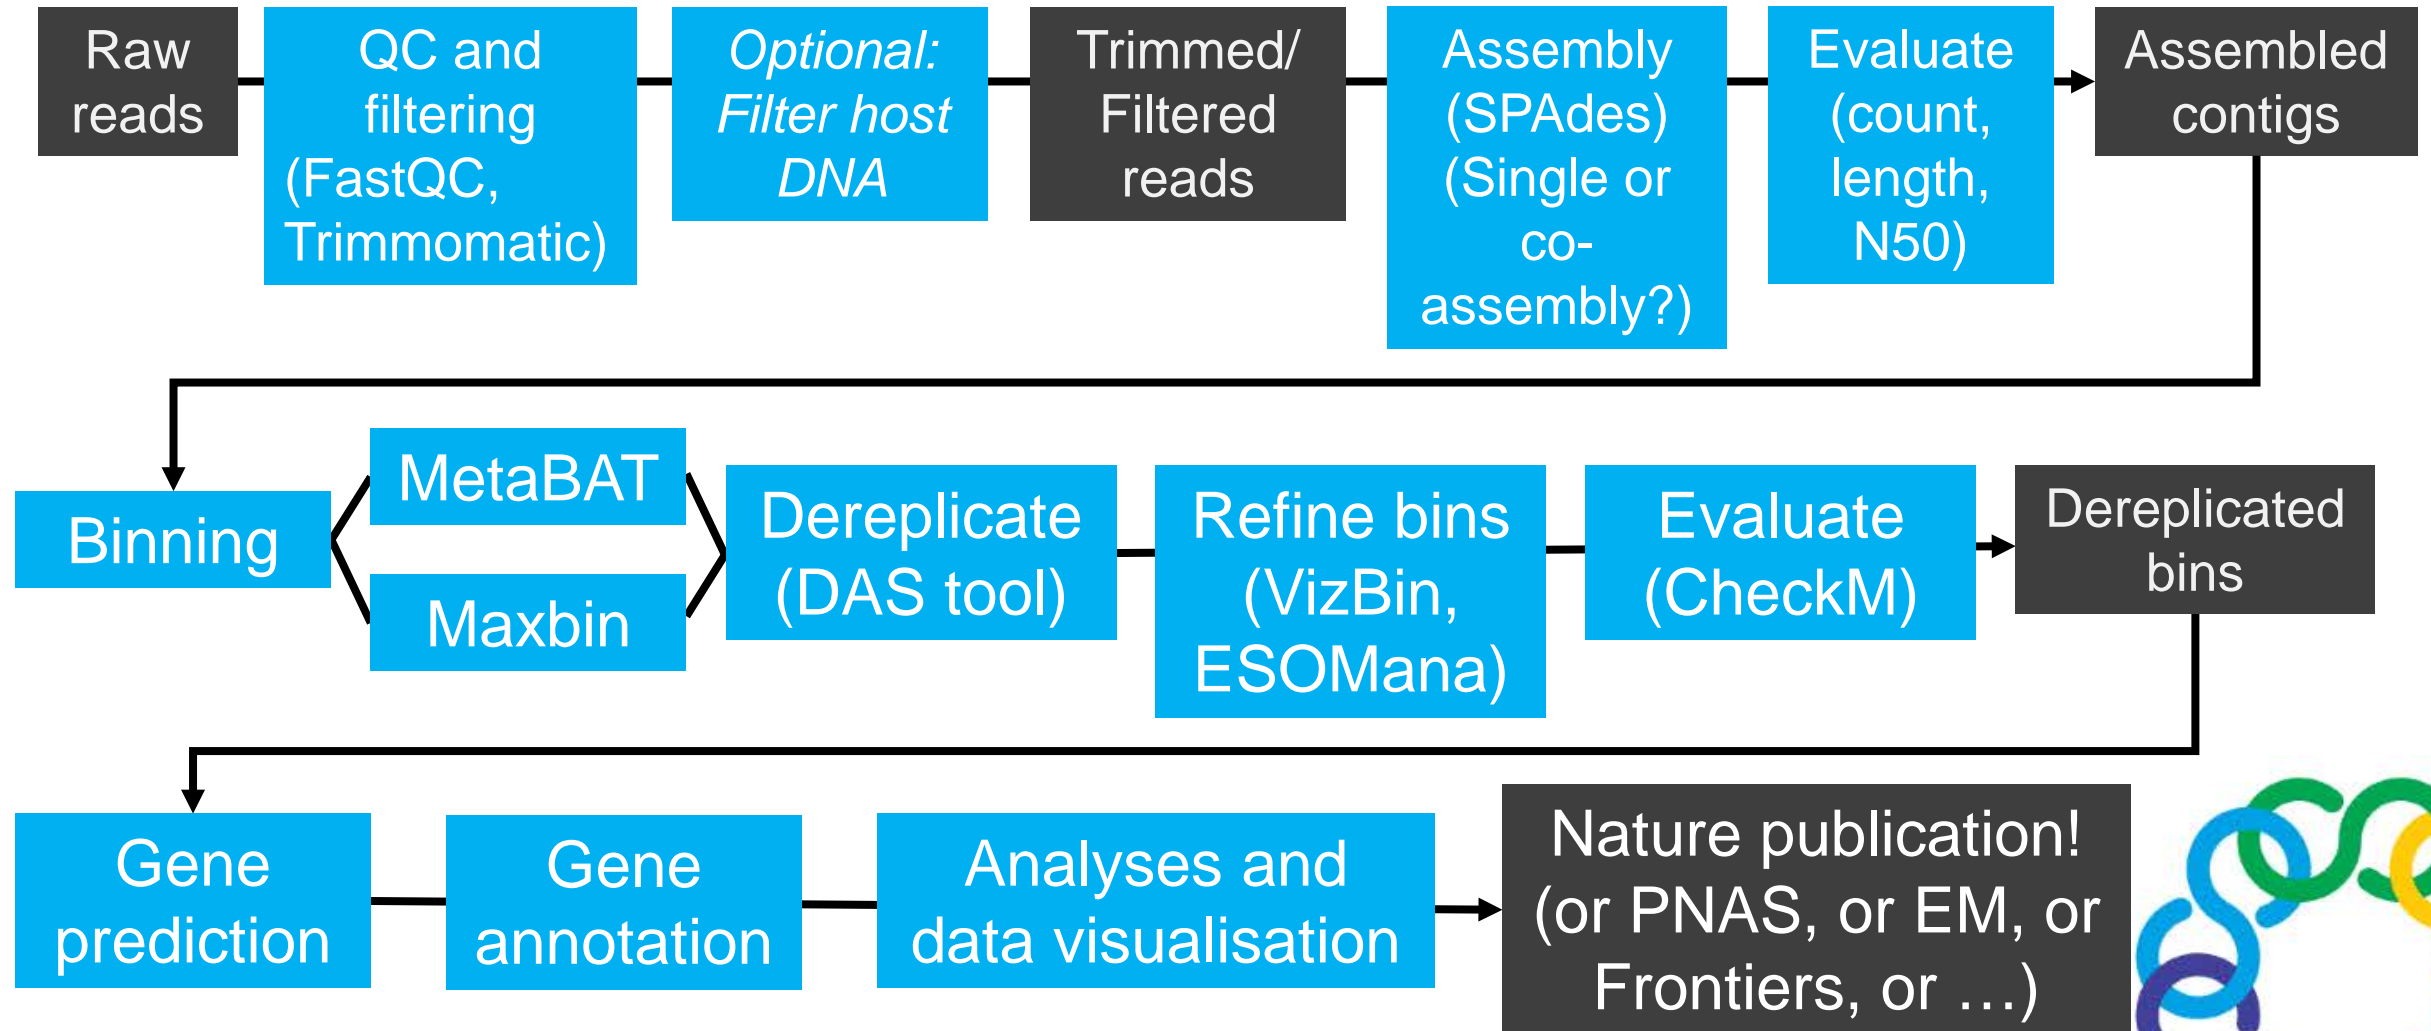 Raw
reads
QC and
filtering
(FastQC,
Trimmomatic)
Optional:
Filter host
DNA
Trimmed/
Filtered
reads
Assembly
(SPAdes)
(Single or
co-
assembly?)
Evaluate
(count,
length,
N50)
Assembled
contigs
Binning
MetaBAT
Maxbin
Dereplicate
(DAS tool)
Refine bins
(VizBin,
ESOMana)
Evaluate
(CheckM)
Dereplicated
bins
Gene
prediction
Gene
annotation
Analyses and
data visualisation
Nature publication!
(or PNAS, or EM, or
Frontiers, or …)